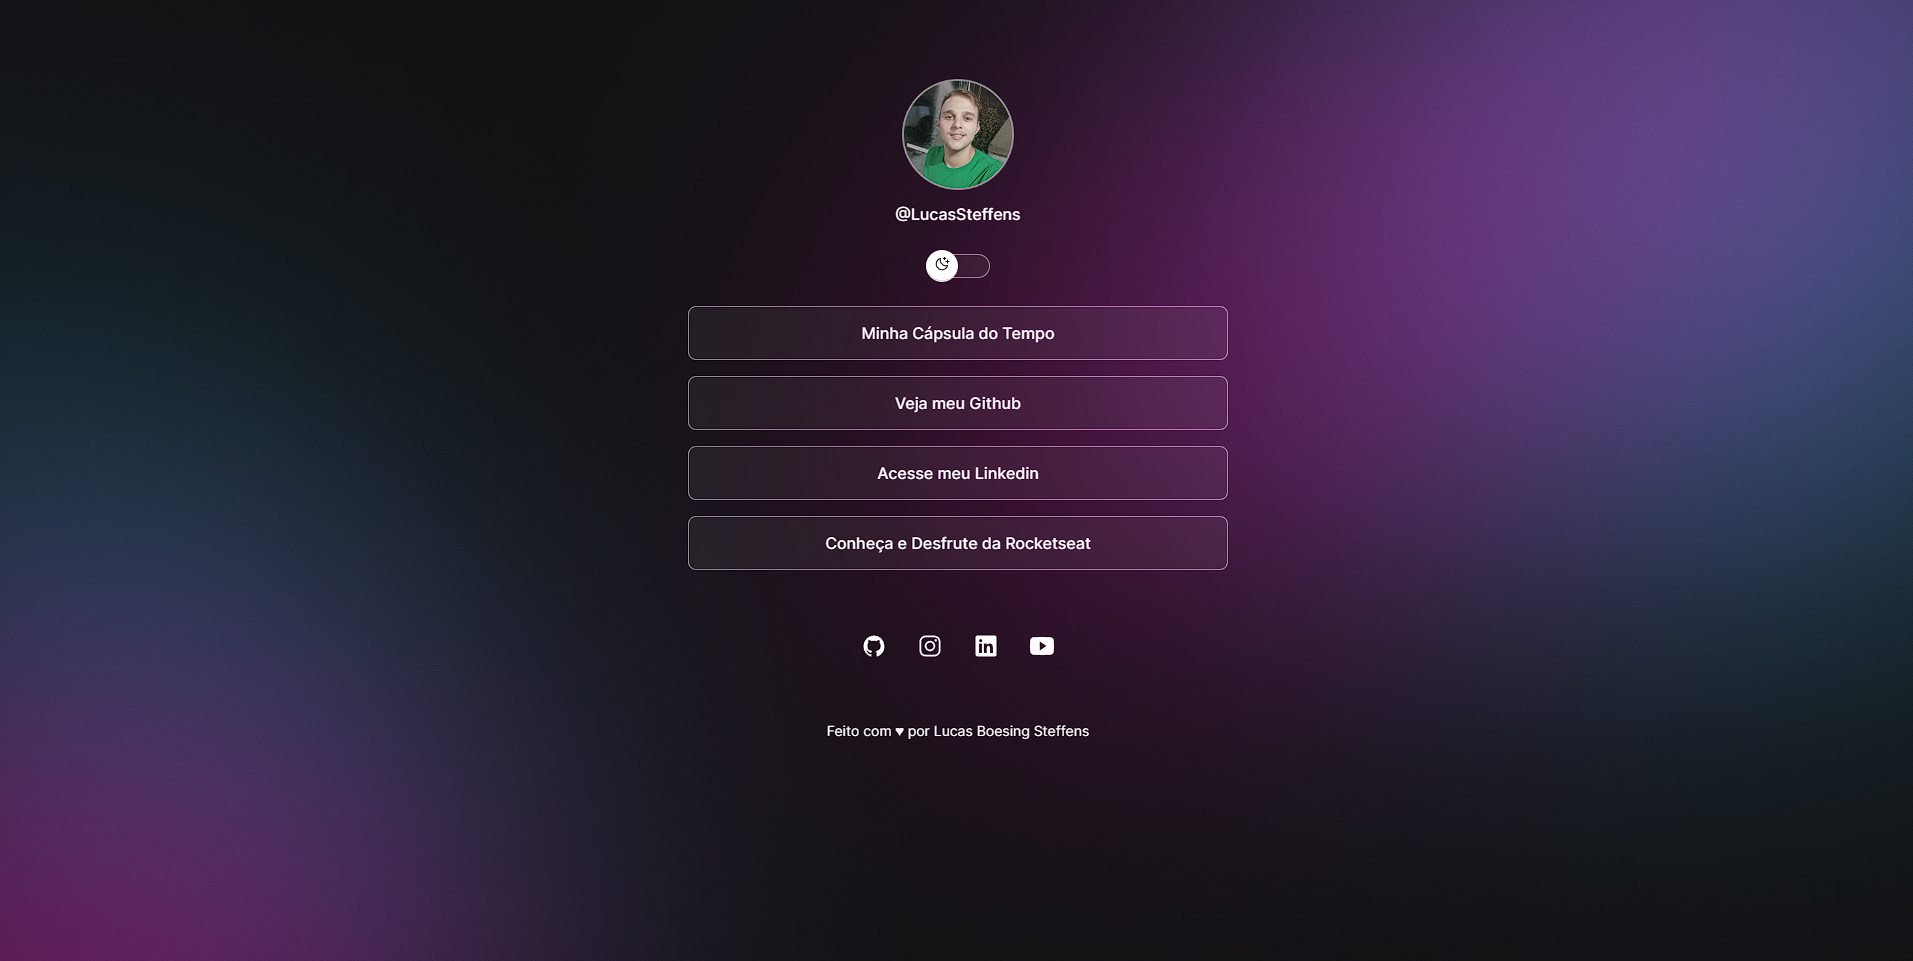 @LucasSteffens
Minha Cápsula do Tempo
Veja meu Github
Acesse meu Linkedin
Conheça e Desfrute da Rocketseat
Feito com ♥ por Lucas Boesing Steffens